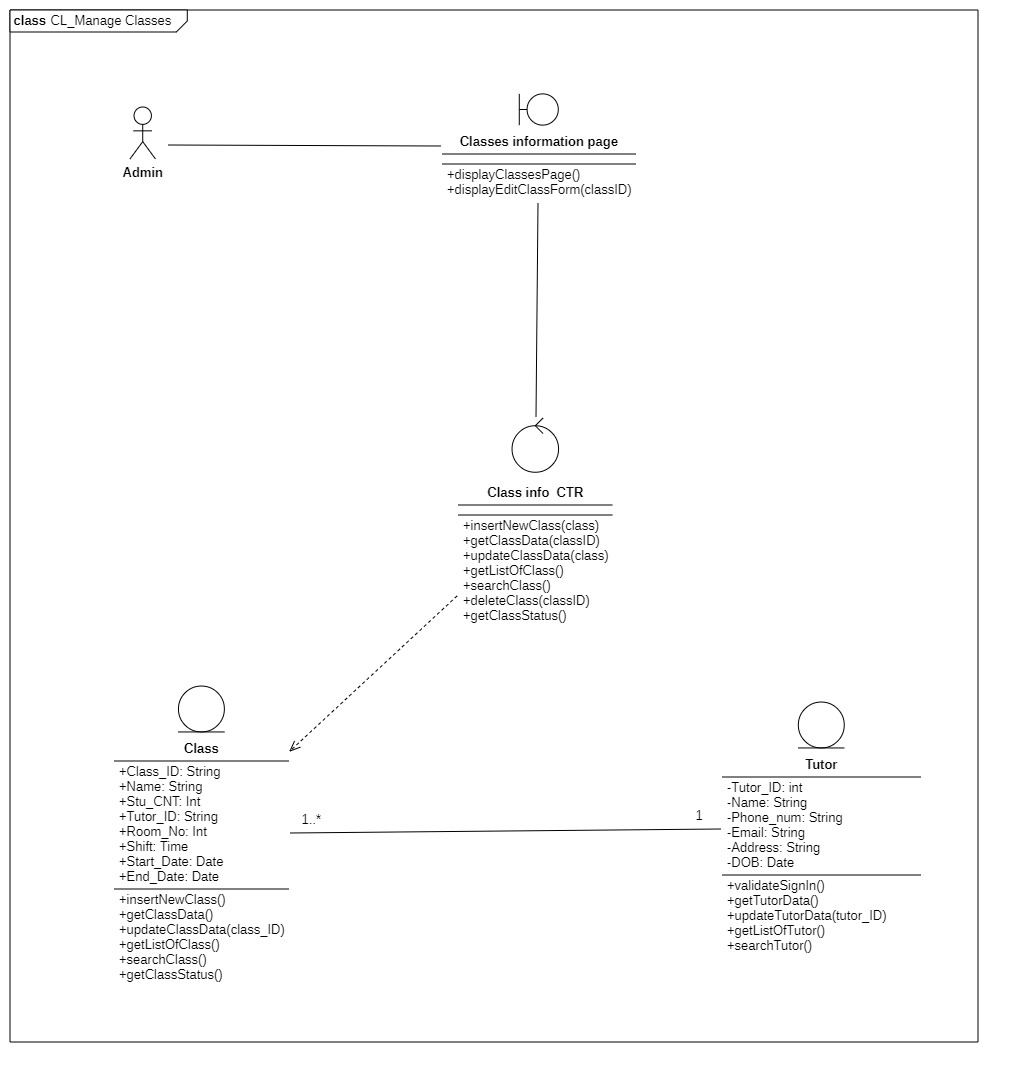 class CL_Manage Classes
Classes information page
Admin
+displayClassesPage()
+displayEditClassForm(classID)
Class info  CTR
+insertNewClass(class)
+getClassData(classID)
+updateClassData(class)
+getListOfClass()
+searchClass()
+deleteClass(classID)
+getClassStatus()
Class
+Class_ID: String
+Name: String
+Stu_CNT: Int
+Tutor_ID: String
+Room_No: Int
+Shift: Time
+Start_Date: Date
+End_Date: Date
+insertNewClass()
+getClassData()
+updateClassData(class_ID)
+getListOfClass()
+searchClass()
+getClassStatus()
1..*
1
Tutor
-Tutor_ID: int
-Name: String
-Phone_num: String
-Email: String
-Address: String
-DOB: Date
+validateSignIn()
+getTutorData()
+updateTutorData(tutor_ID)
+getListOfTutor()
+searchTutor()